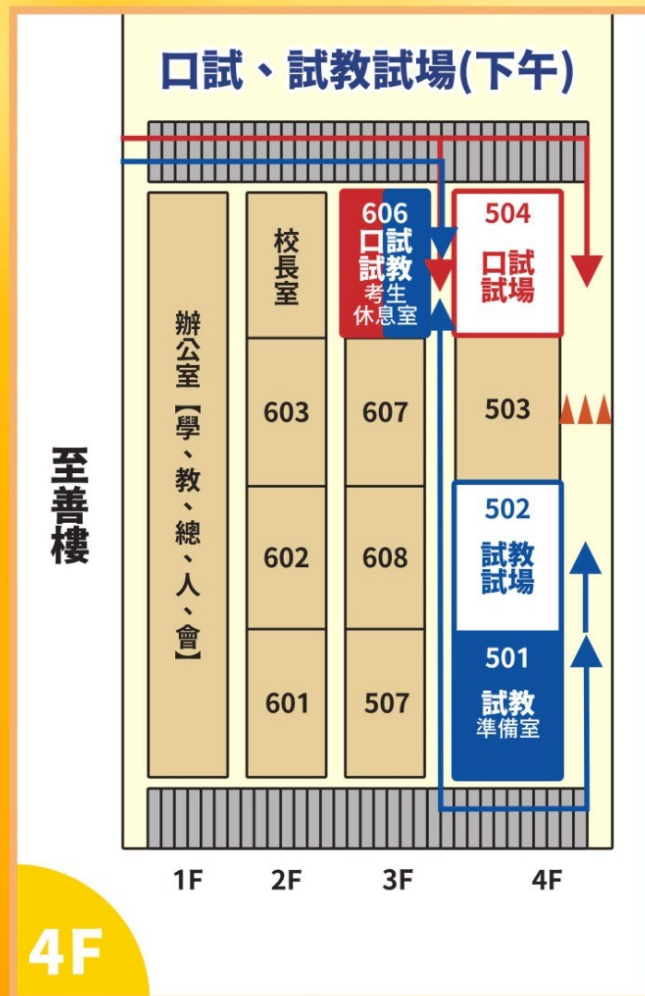 口試、試教試場(下午)
至善樓
辦公室【學、教、總、人、會】
校長室
603
602
601
606
口試
試教
考生
休息室
607
608
507
504
口試
試場
503
502
試教
試場
501
試教
準備室
1F
2F
3F
4F
4F